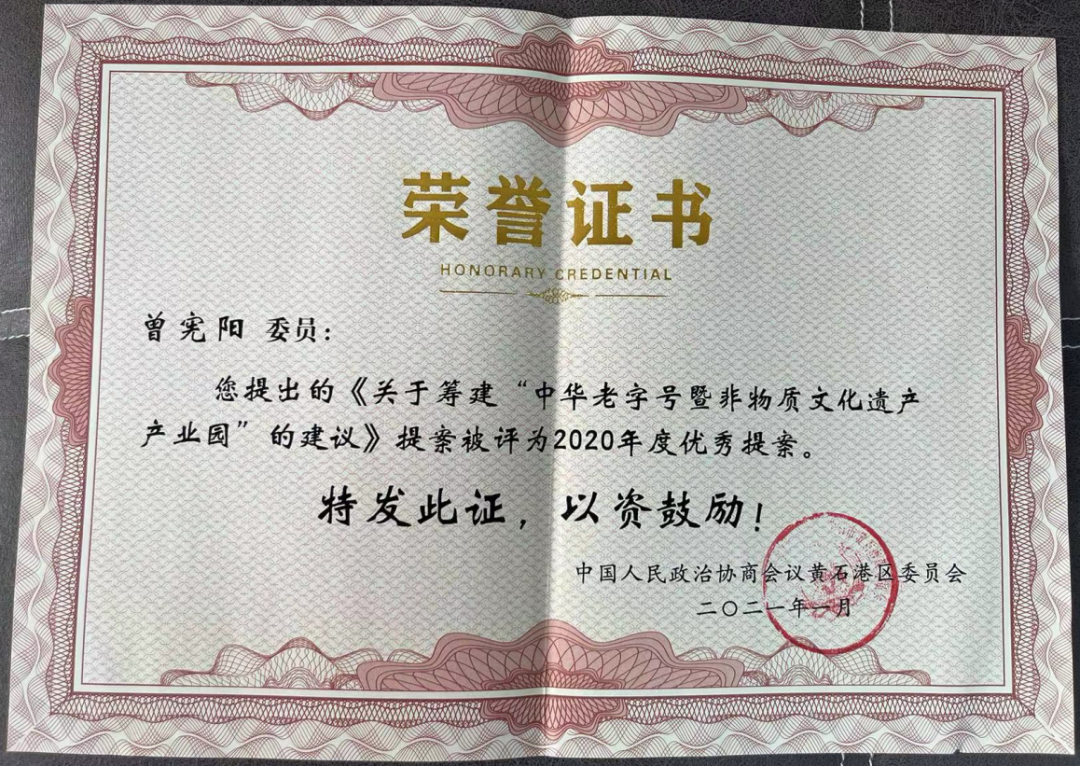 荣誉证书
HONORARY CREDENTIAL
曾宪阳 委员：
您提出的《关于筹建“中华老字号暨非物质文化遗产
产业园”的建议》提案被评为2020年度优秀提案。
特发此证，以资鼓励！
中国人民政治协商会议黄石港区委员会
二〇二一年一月